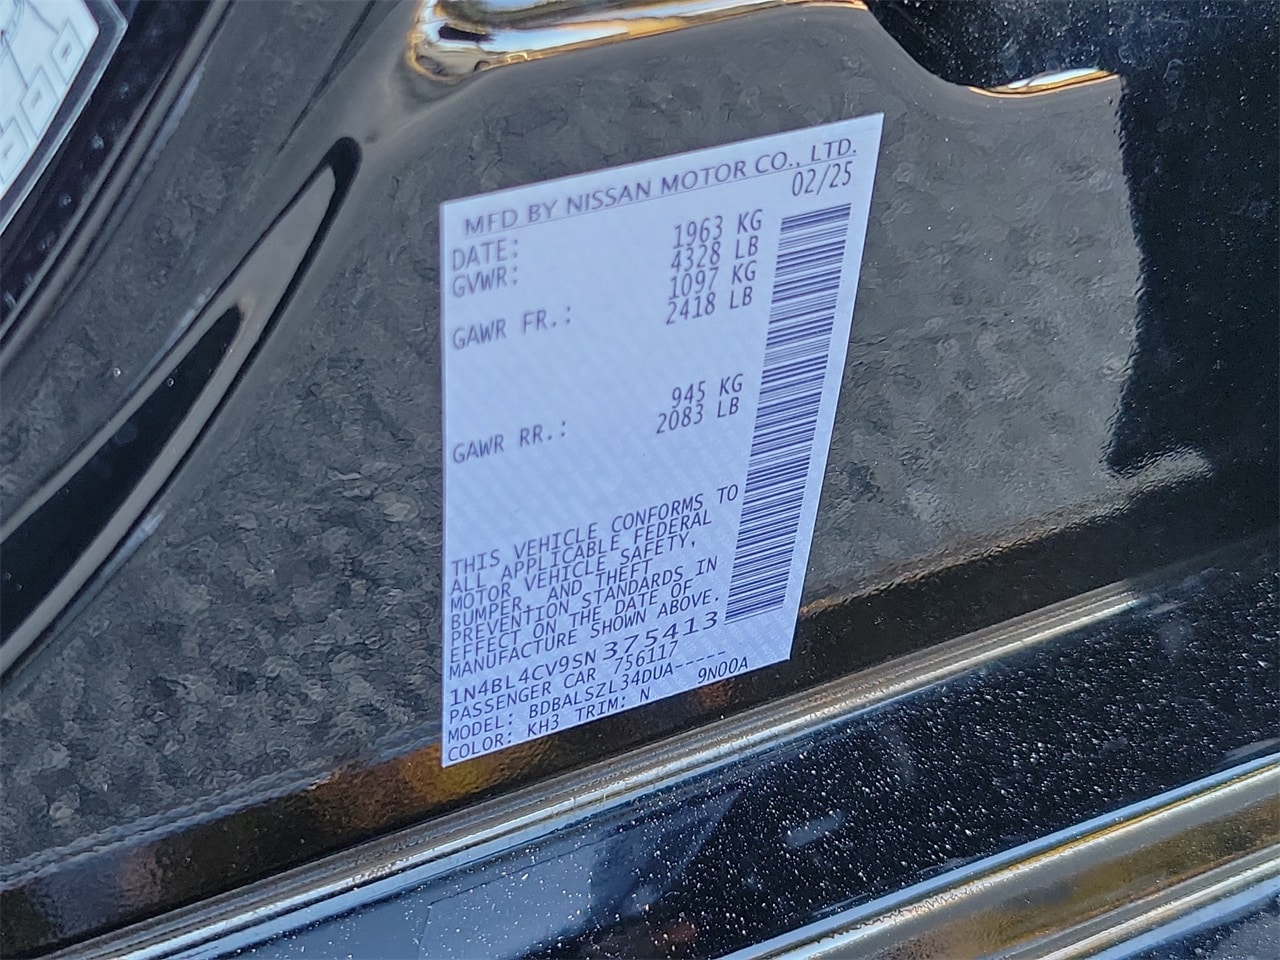 MFD BY NISSAN MOTOR CO., LTD.
DATE: 02/25
GVWR: 1963 KG
4328 LB
GAWR FR.: 1097 KG
2418 LB
GAWR RR.: 945 KG
2083 LB
THIS VEHICLE CONFORMS TO
ALL APPLICABLE FEDERAL
MOTOR VEHICLE SAFETY,
BUMPER, AND THEFT
PREVENTION STANDARDS IN
EFFECT ON THE DATE OF
MANUFACTURE SHOWN ABOVE.
1N4BL4CV9SN375413
PASSENGER CAR 756117
MODEL: BDBALSZL34DUA-----
COLOR: KH3 TRIM: N 9N00A